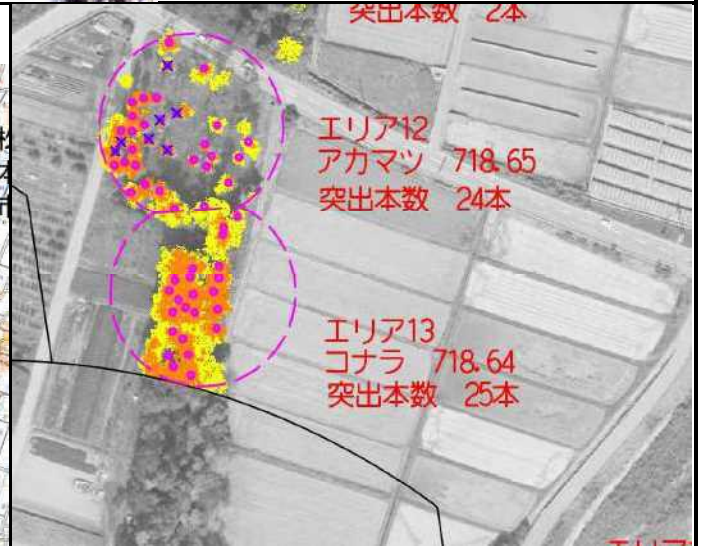 突出本数 2本
エリア12
アカマツ 718.65
突出本数 24本
エリア13
コナラ 718.64
突出本数 25本